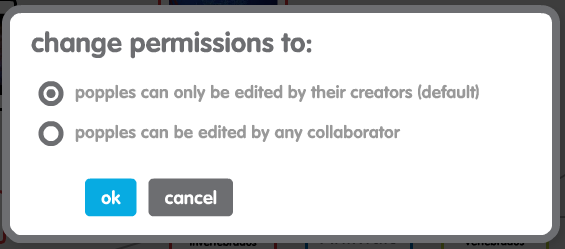 change permissions to:
popples can only be edited by their creators (default)
popples can be edited by any collaborator
ok cancel